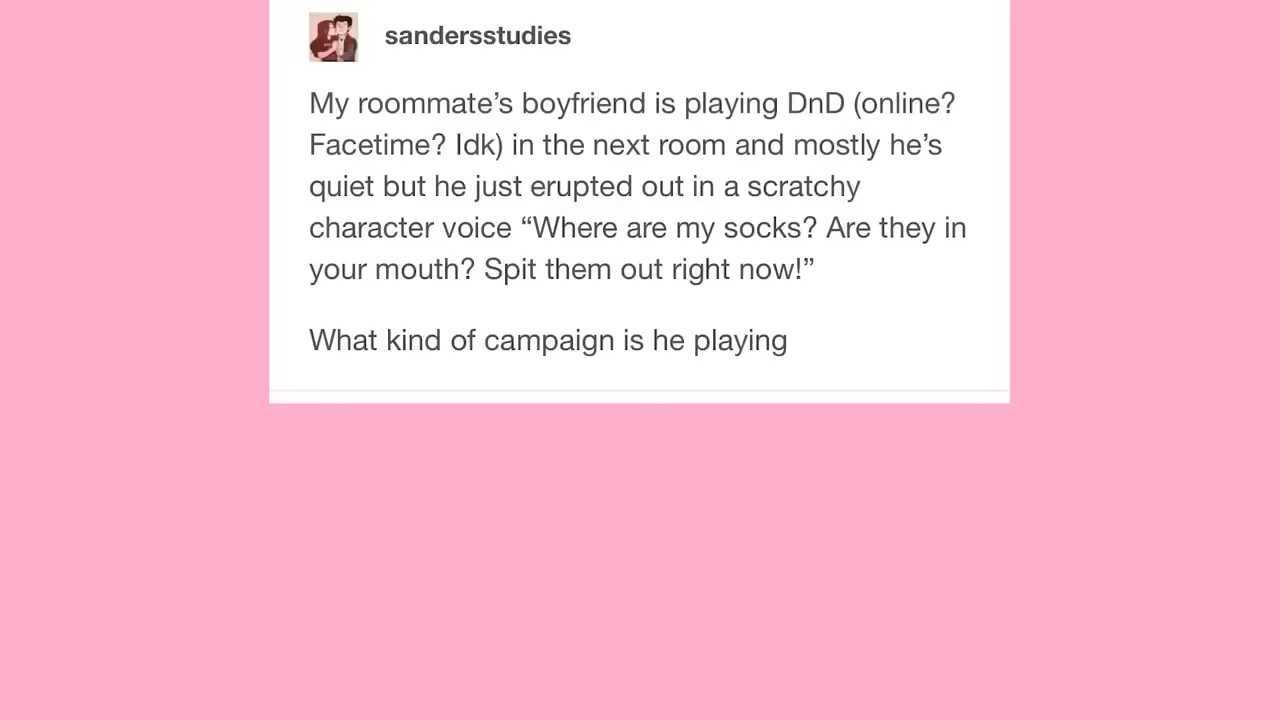 sandersstudies
My roommate’s boyfriend is playing DnD (online?
Facetime? Idk) in the next room and mostly he’s
quiet but he just erupted out in a scratchy
character voice “Where are my socks? Are they in
your mouth? Spit them out right now!”
What kind of campaign is he playing